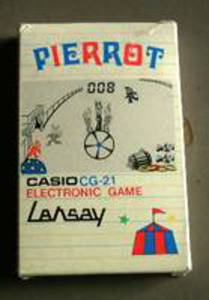 PIERROT
008
CASIO CG-21
ELECTRONIC GAME
Lansay